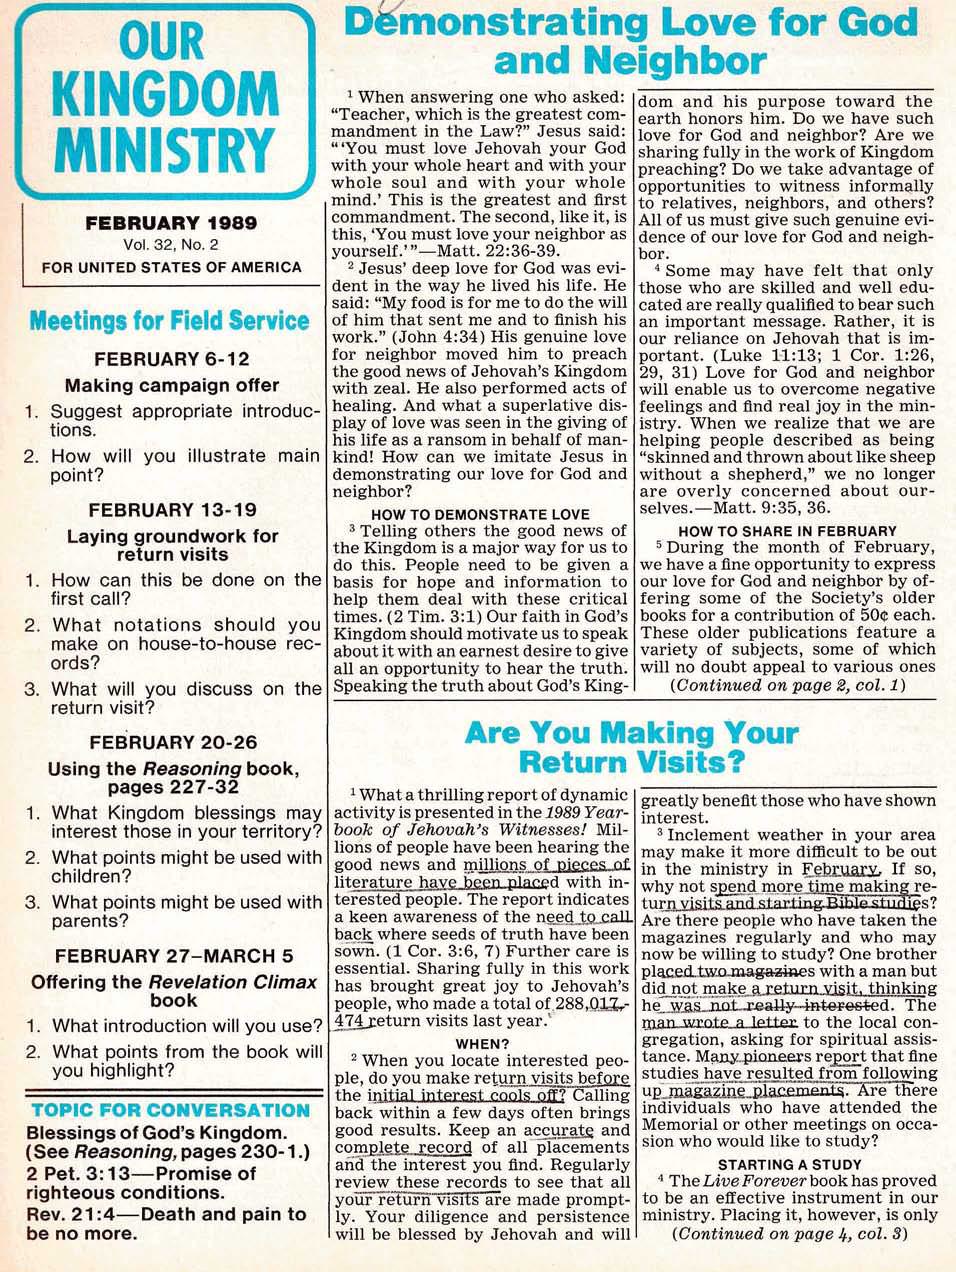 OUR
KINGDOM
MINISTRY
FEBRUARY 1989
Vol. 32, No. 2
FOR UNITED STATES OF AMERICA
Meetings for Field Service
FEBRUARY 6-12
Making campaign offer
1. Suggest appropriate introduc-
tions.
2. How will you illustrate main
point?
FEBRUARY 13-19
Laying groundwork for
return visits
1. How can this be done on the
first call?
2. What notations should you
make on house-to-house rec-
ords?
3. What will you discuss on the
return visit?
FEBRUARY 20-26
Using the Reasoning book,
pages 227-32
1. What Kingdom blessings may
interest those in your territory?
2. What points might be used with
children?
3. What points might be used with
parents?
FEBRUARY 27–MARCH 5
Offering the Revelation Climax
book
1. What introduction will you use?
2. What points from the book will
you highlight?
TOPIC FOR CONVERSATION
Blessings of God's Kingdom.
(See Reasoning, pages 230-1.)
2 Pet. 3:13—Promise of
righteous conditions.
Rev. 21:4—Death and pain to
be no more.
Demonstrating Love for God
and Neighbor
1 When answering one who asked:
“Teacher, which is the greatest com-
mandment in the Law?” Jesus said:
“‘You must love Jehovah your God
with your whole heart and with your
whole soul and with your whole
mind.’ This is the greatest and first
commandment. The second, like it, is
this, ‘You must love your neighbor as
yourself.’”—Matt. 22:36-39.
2 Jesus’ deep love for God was evi-
dent in the way he lived his life. He
said: “My food is for me to do the will
of him that sent me and to finish his
work.” (John 4:34) His genuine love
for neighbor moved him to preach
the good news of Jehovah’s Kingdom
with zeal. He also performed acts of
healing. And what a superlative dis-
play of love was seen in the giving of
his life as a ransom in behalf of man-
kind! How can we imitate Jesus in
demonstrating our love for God and
neighbor?
HOW TO DEMONSTRATE LOVE
3 Telling others the good news of
the Kingdom is a major way for us to
do this. People need to be given a
basis for hope and information to
help them deal with these critical
times. (2 Tim. 3:1) Our faith in God’s
Kingdom should motivate us to speak
about it with an earnest desire to give
all an opportunity to hear the truth.
Speaking the truth about God’s King-
dom and his purpose toward the
earth honors him. Do we have such
love for God and neighbor? Are we
sharing fully in the work of Kingdom
preaching? Do we take advantage of
opportunities to witness informally
to relatives, neighbors, and others?
All of us must give such genuine evi-
dence of our love for God and neigh-
bor.
4 Some may have felt that only
those who are skilled and well edu-
cated are really qualified to bear such
an important message. Rather, it is
our reliance on Jehovah that is im-
portant. (Luke 11:13; 1 Cor. 1:26,
29, 31) Love for God and neighbor
will enable us to overcome negative
feelings and find real joy in the min-
istry. When we realize that we are
helping people described as being
“skinned and thrown about like sheep
without a shepherd,” we no longer
are overly concerned about our-
selves.—Matt. 9:35, 36.
HOW TO SHARE IN FEBRUARY
5 During the month of February,
we have a fine opportunity to express
our love for God and neighbor by of-
fering some of the Society’s older
books for a contribution of 50¢ each.
These older publications feature a
variety of subjects, some of which
will no doubt appeal to various ones
(Continued on page 2, col. 1)
Are You Making Your
Return Visits?
1 What a thrilling report of dynamic
activity is presented in the 1989 Year-
book of Jehovah’s Witnesses! Mil-
lions of people have been hearing the
good news and millions of pieces of
literature have been placed with in-
terested people. The report indicates
a keen awareness of the need to call
back where seeds of truth have been
sown. (1 Cor. 3:6, 7) Further care is
essential. Sharing fully in this work
has brought great joy to Jehovah’s
people, who made a total of 288,017,-
474 return visits last year.
WHEN?
2 When you locate interested peo-
ple, do you make return visits before
the initial interest cools off? Calling
back within a few days often brings
good results. Keep an accurate and
complete record of all placements
and the interest you find. Regularly
review these records to see that all
your return visits are made prompt-
ly. Your diligence and persistence
will be blessed by Jehovah and will
greatly benefit those who have shown
interest.
3 Inclement weather in your area
may make it more difficult to be out
in the ministry in February. If so,
why not spend more time making re-
turn visits and starting Bible studies?
Are there people who have taken the
magazines regularly and who may
now be willing to study? One brother
placed two magazines with a man but
did not make a return visit, thinking
he was not really interested. The
man wrote a letter to the local con-
gregation, asking for spiritual assis-
tance. Many pioneers report that fine
studies have resulted from following
up magazine placements. Are there
individuals who have attended the
Memorial or other meetings on occa-
sion who would like to study?
STARTING A STUDY
4 The Live Forever book has proved
to be an effective instrument in our
ministry. Placing it, however, is only
(Continued on page 4, col. 3)